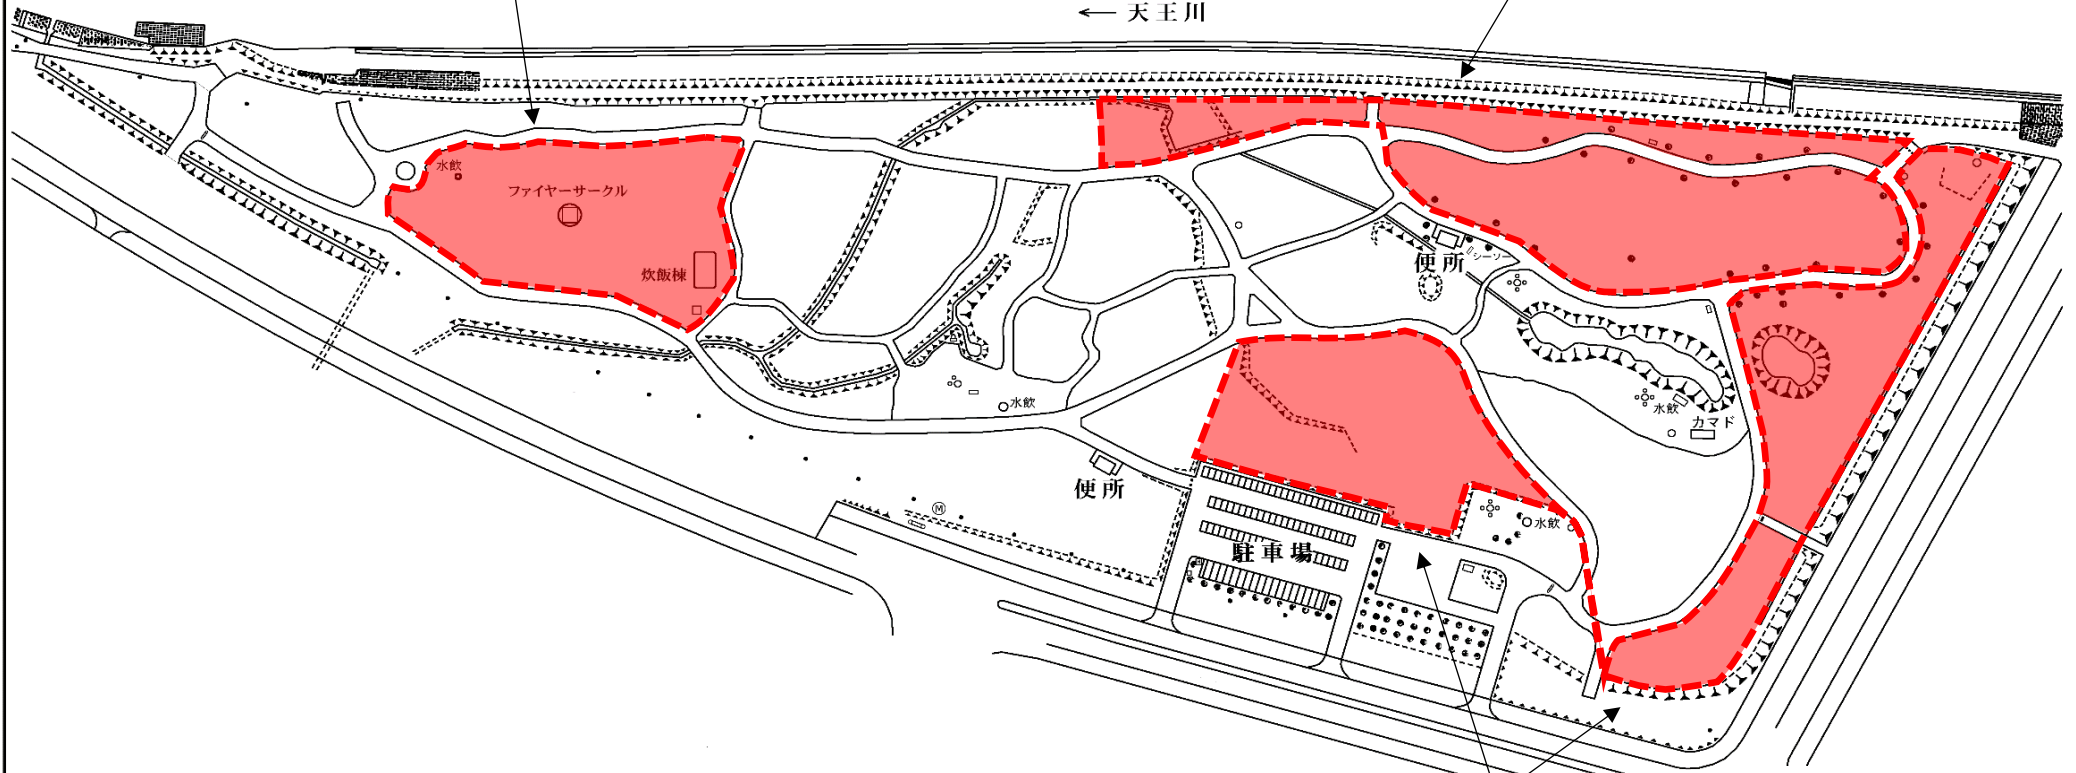 ← 天王川
水飲
ファイヤーサークル
炊飯棟
便所
シーソー
水飲
水飲
カマド
便所
M
水飲
駐車場